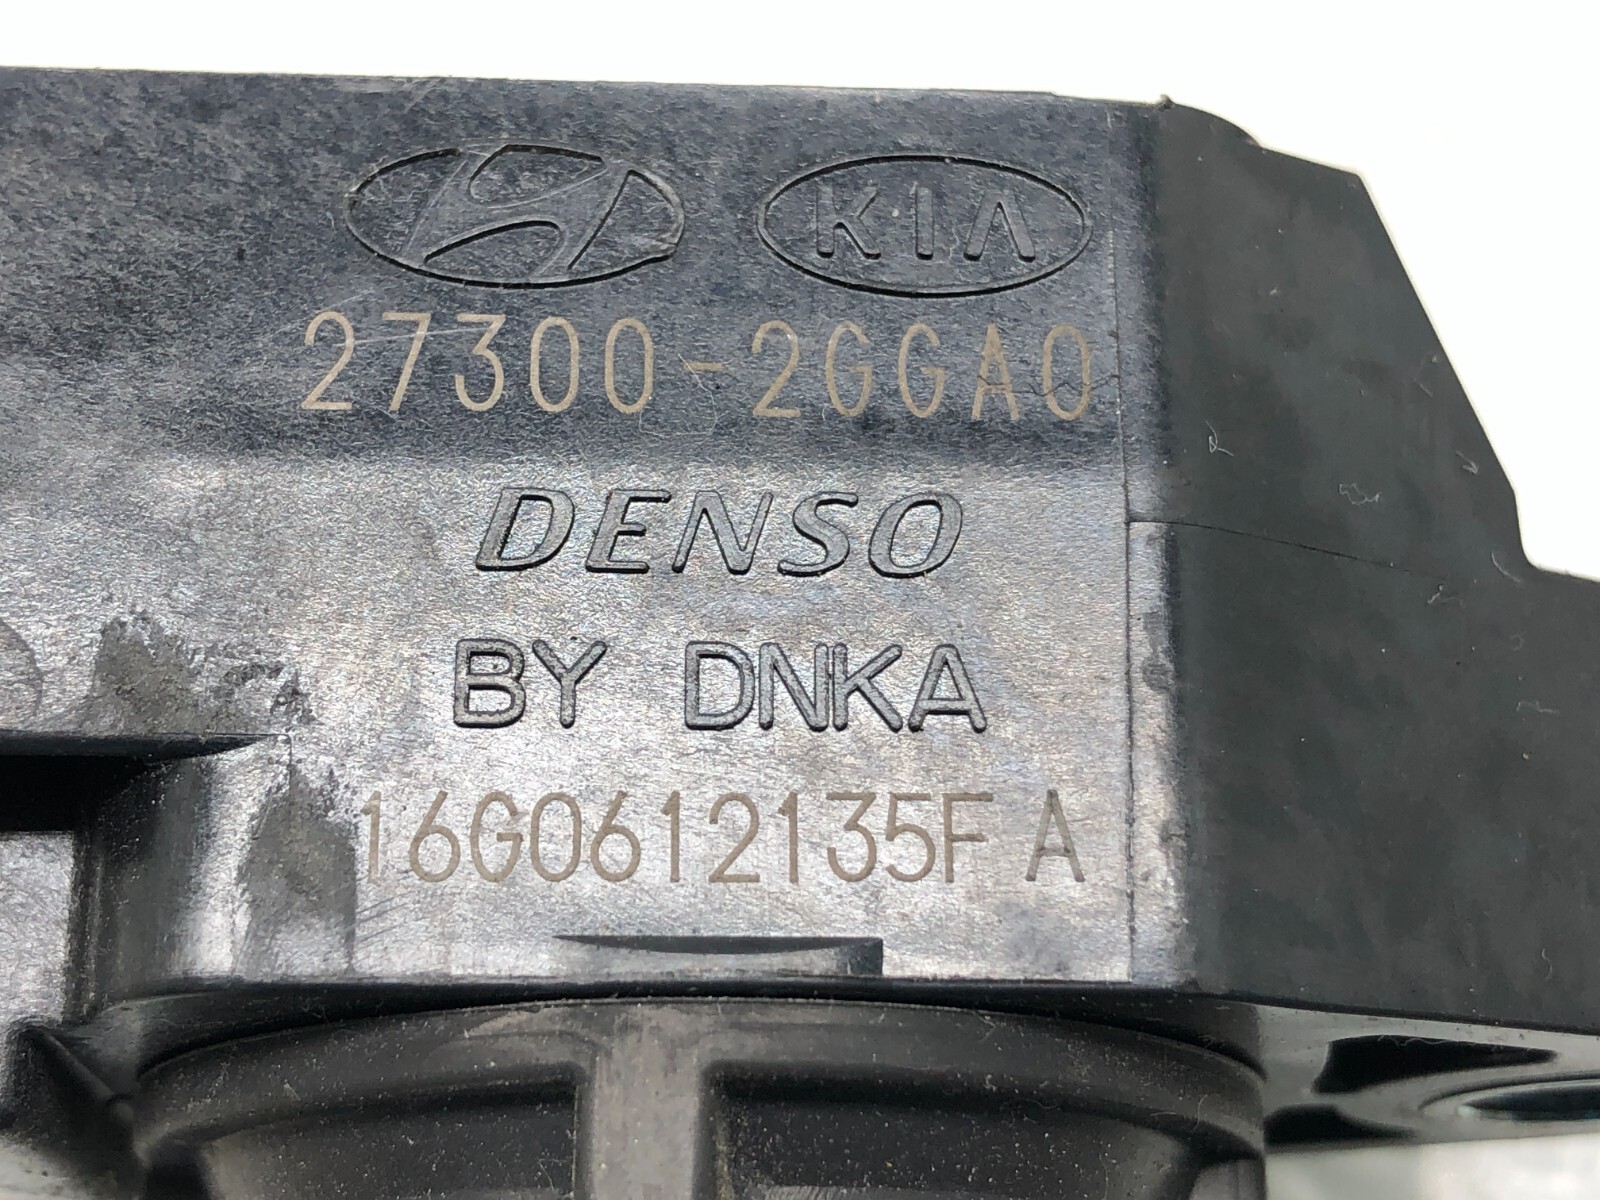 KIA
27300-2GGA0
DENSO
BY DNKA
16G0612135F A